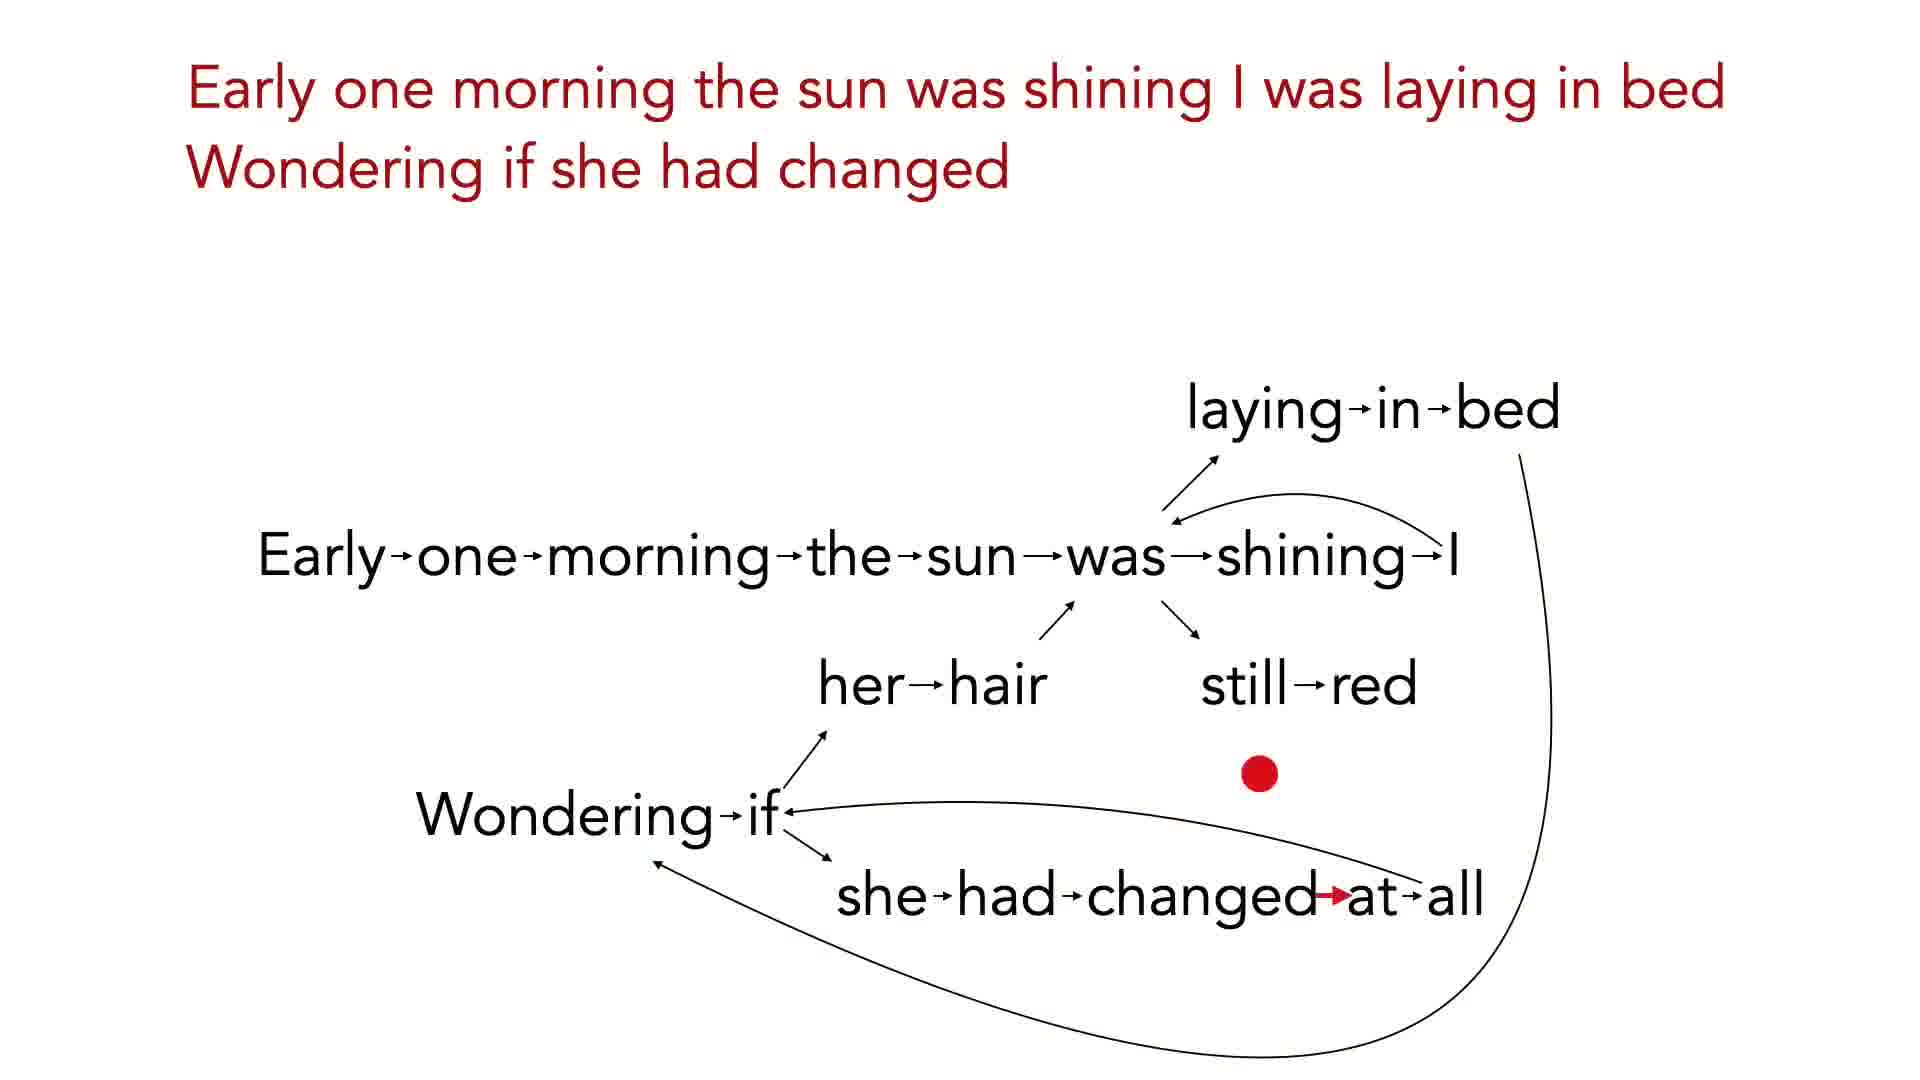 Early one morning the sun was shining I was laying in bed
Wondering if she had changed
laying in bed
Early one morning the sun was shining I
her hair
still red
Wondering if
she had changed at all